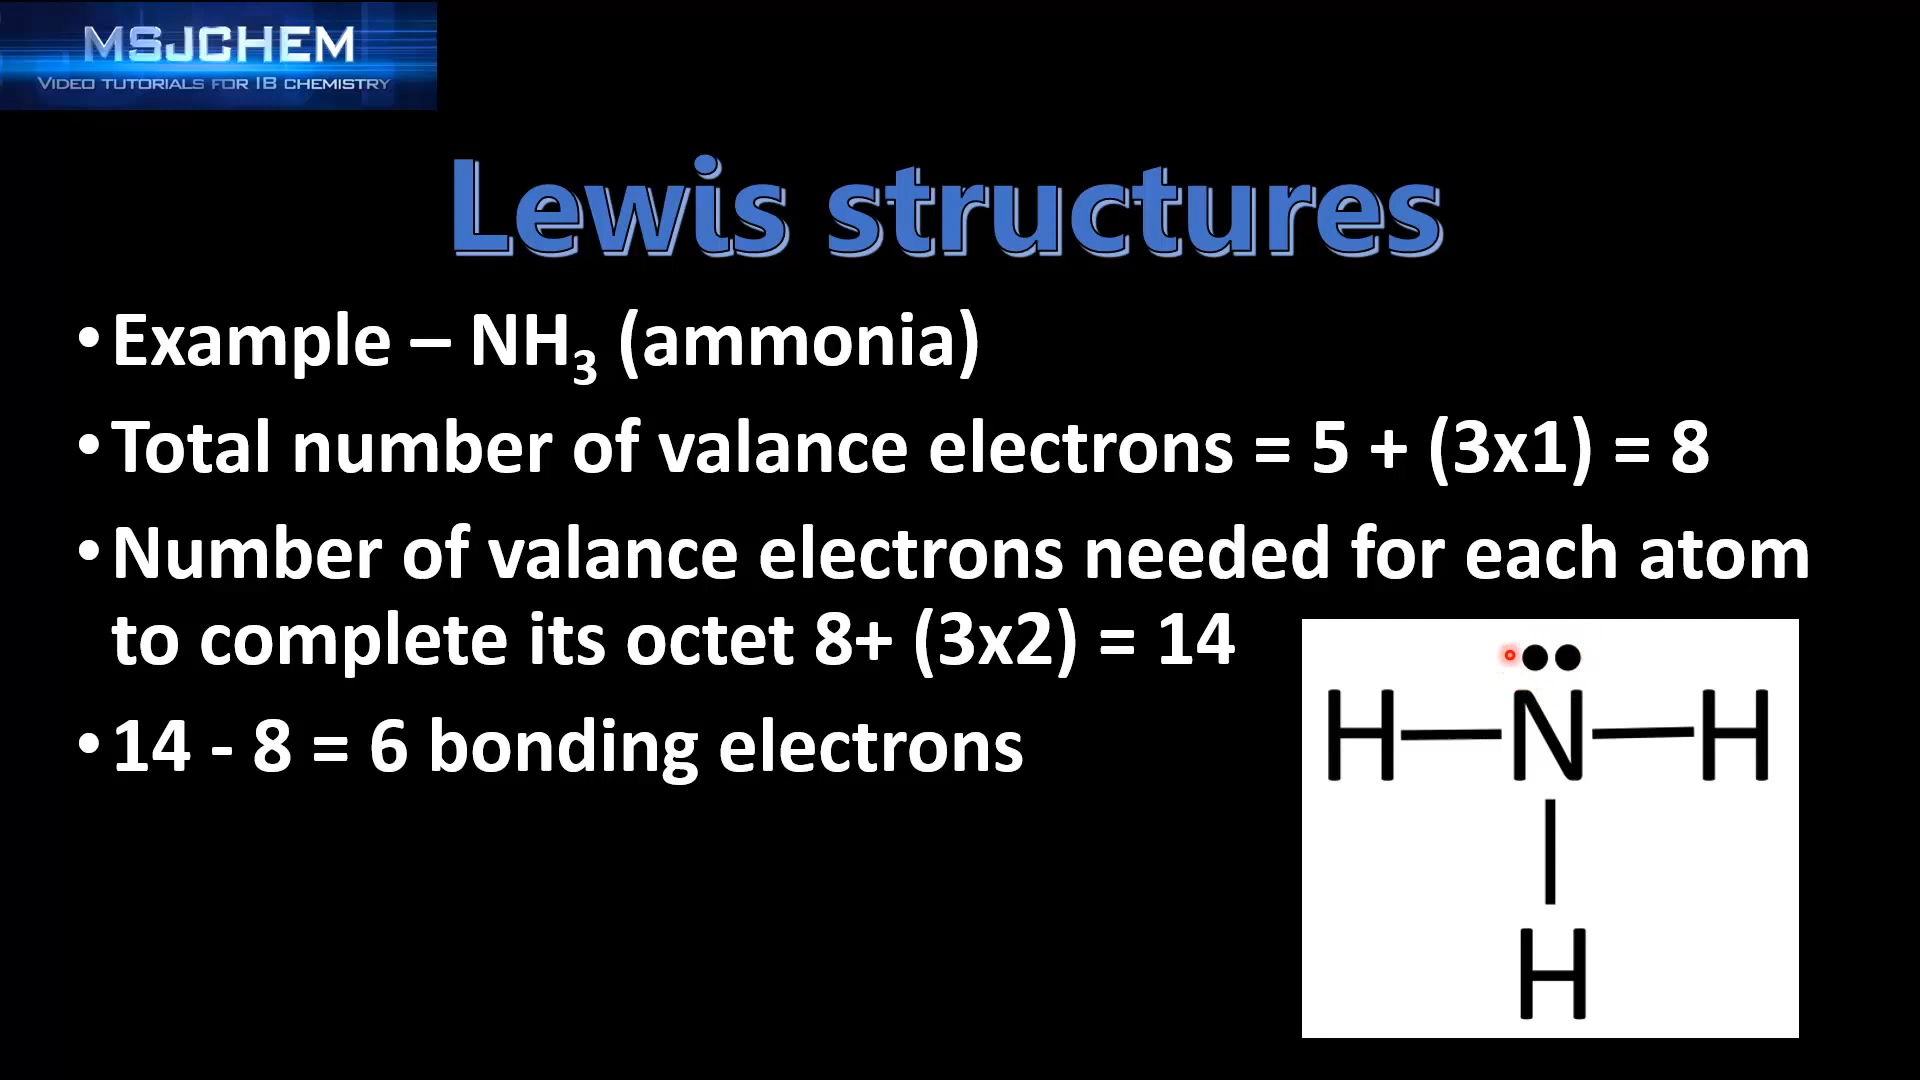 MSJCHEM
VIDEO TUTORIALS FOR IB CHEMISTRY
Lewis structures
•Example – NH₃ (ammonia)
•Total number of valance electrons = 5 + (3x1) = 8
•Number of valance electrons needed for each atom
to complete its octet 8+ (3x2) = 14
•14 - 8 = 6 bonding electrons
H N H
H